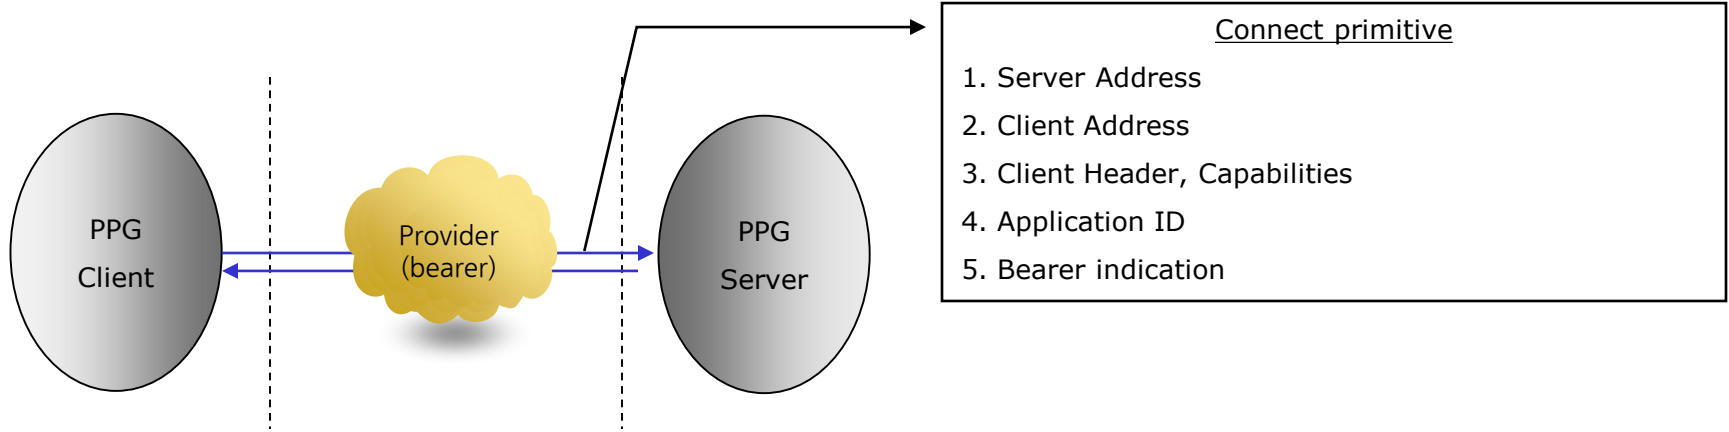 PPG
Client
Provider
(bearer)
PPG
Server
Connect primitive
1. Server Address
2. Client Address
3. Client Header, Capabilities
4. Application ID
5. Bearer indication